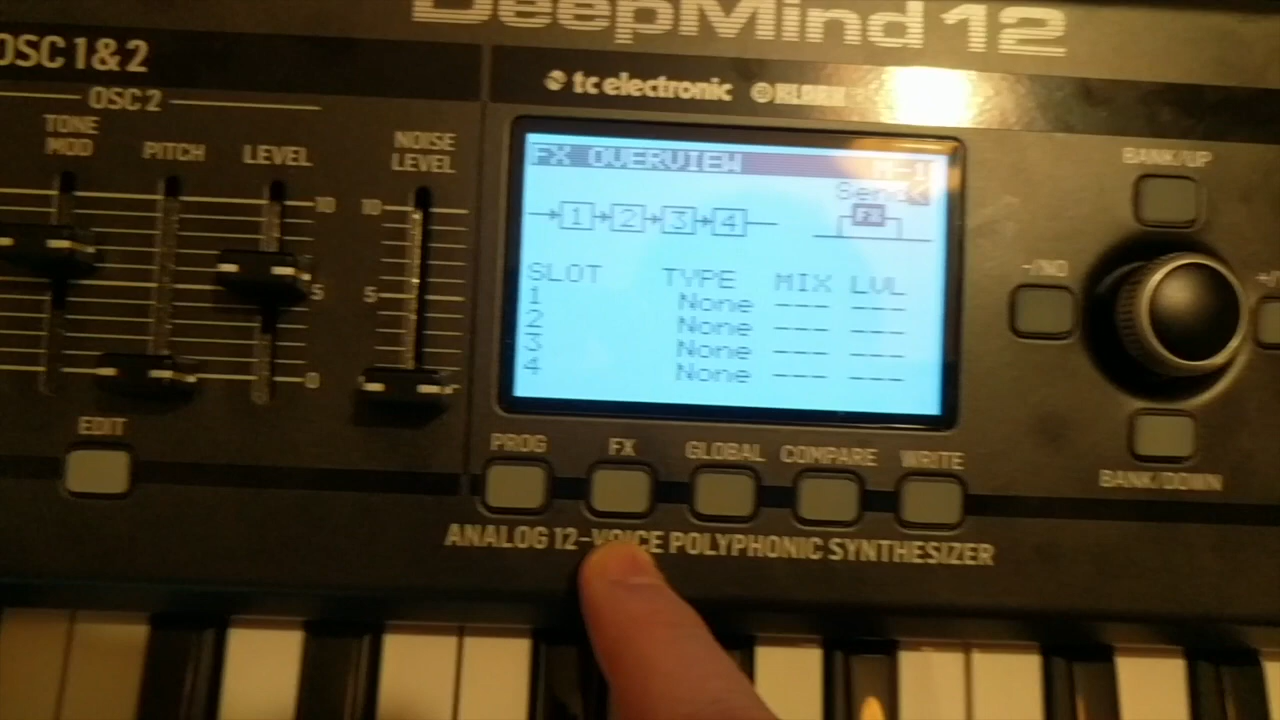 DeepMind 12
OSC 1 & 2
tc electronic KLARK
OSC 2
TONE MOD
PITCH
LEVEL
NOISE LEVEL
10
5
0
10
5
FX OVERVIEW
Send
1 2 3 4
FX
SLOT TYPE MIX LVL
1 None --- ---
2 None --- ---
3 None --- ---
4 None --- ---
BANK/UP
-/NO
BANK/DOWN
EDIT
PROG FX GLOBAL COMPARE WRITE
ANALOG 12-VOICE POLYPHONIC SYNTHESIZER